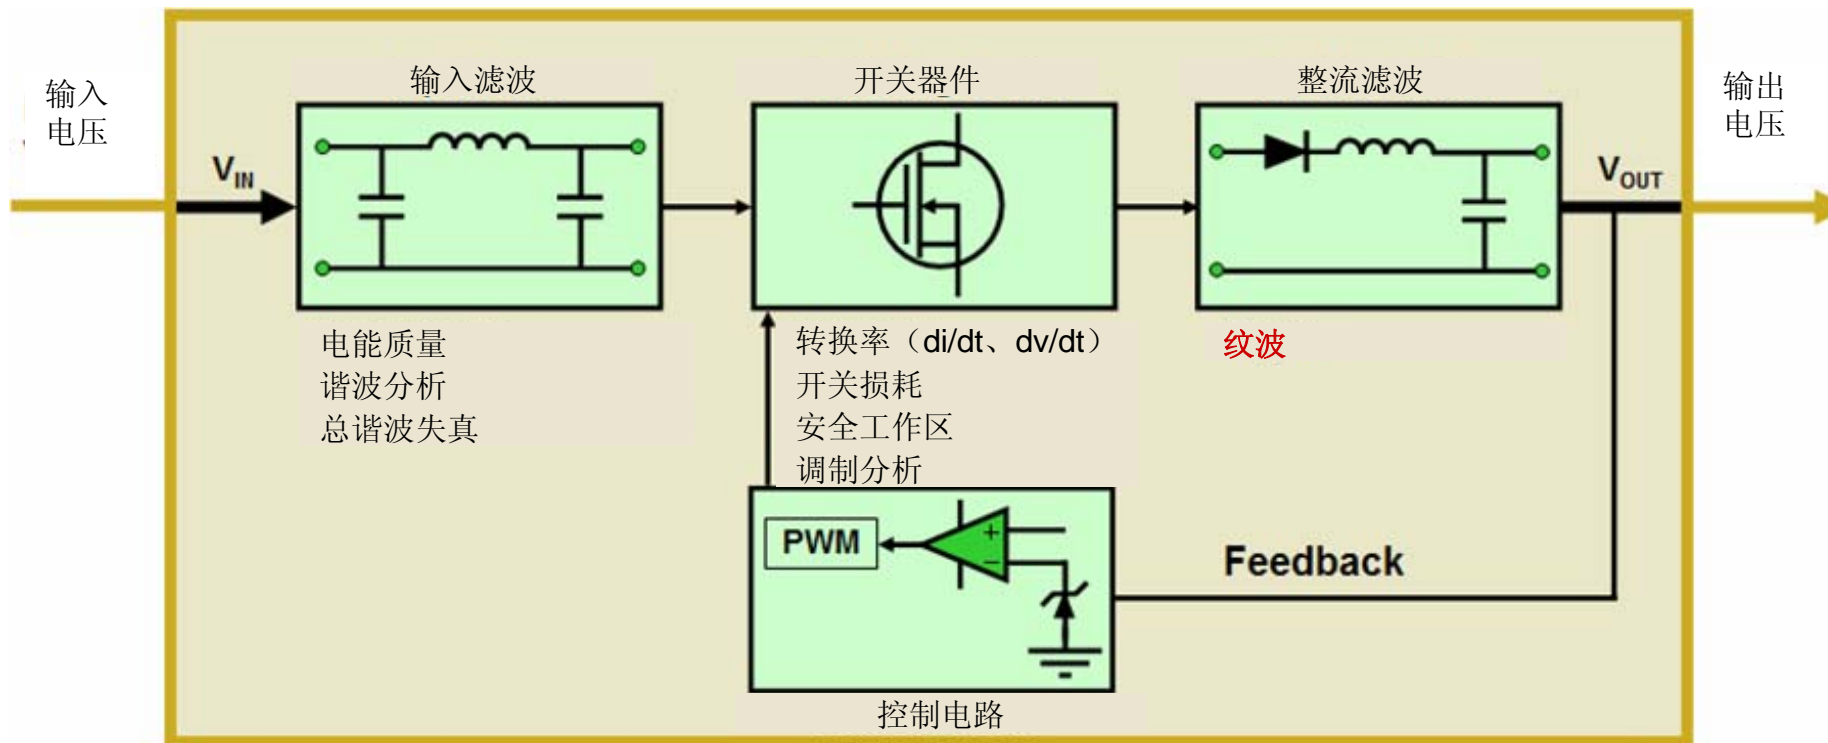 输入滤波
开关器件
整流滤波
输入
电压
输出
电压
VIN
VOUT
电能质量
谐波分析
总谐波失真
转换率（di/dt、dv/dt）
开关损耗
安全工作区
调制分析
纹波
+
−
PWM
Feedback
控制电路